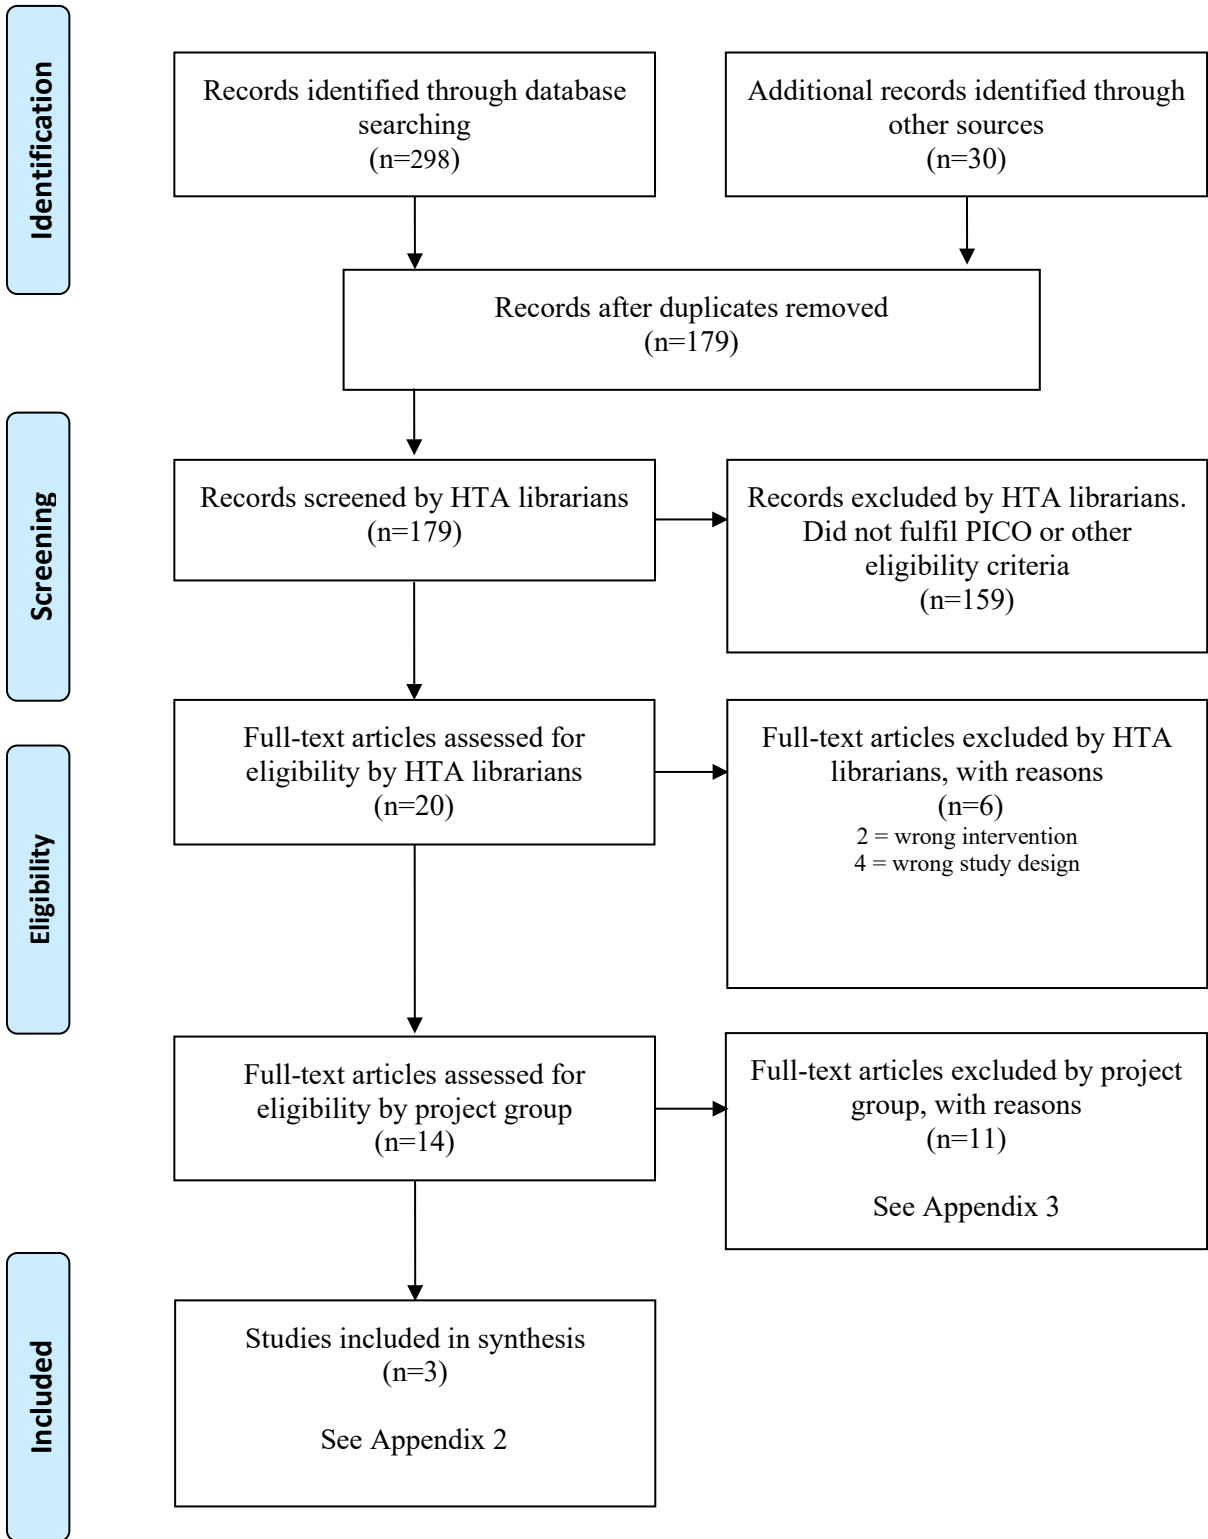 Identification
Records identified through database
searching
(n=298)
Additional records identified through
other sources
(n=30)
Records after duplicates removed
(n=179)
Screening
Records screened by HTA librarians
(n=179)
Records excluded by HTA librarians.
Did not fulfil PICO or other
eligibility criteria
(n=159)
Eligibility
Full-text articles assessed for
eligibility by HTA librarians
(n=20)
Full-text articles excluded by HTA
librarians, with reasons
(n=6)
2 = wrong intervention
4 = wrong study design
Full-text articles assessed for
eligibility by project group
(n=14)
Full-text articles excluded by project
group, with reasons
(n=11)
See Appendix 3
Included
Studies included in synthesis
(n=3)
See Appendix 2